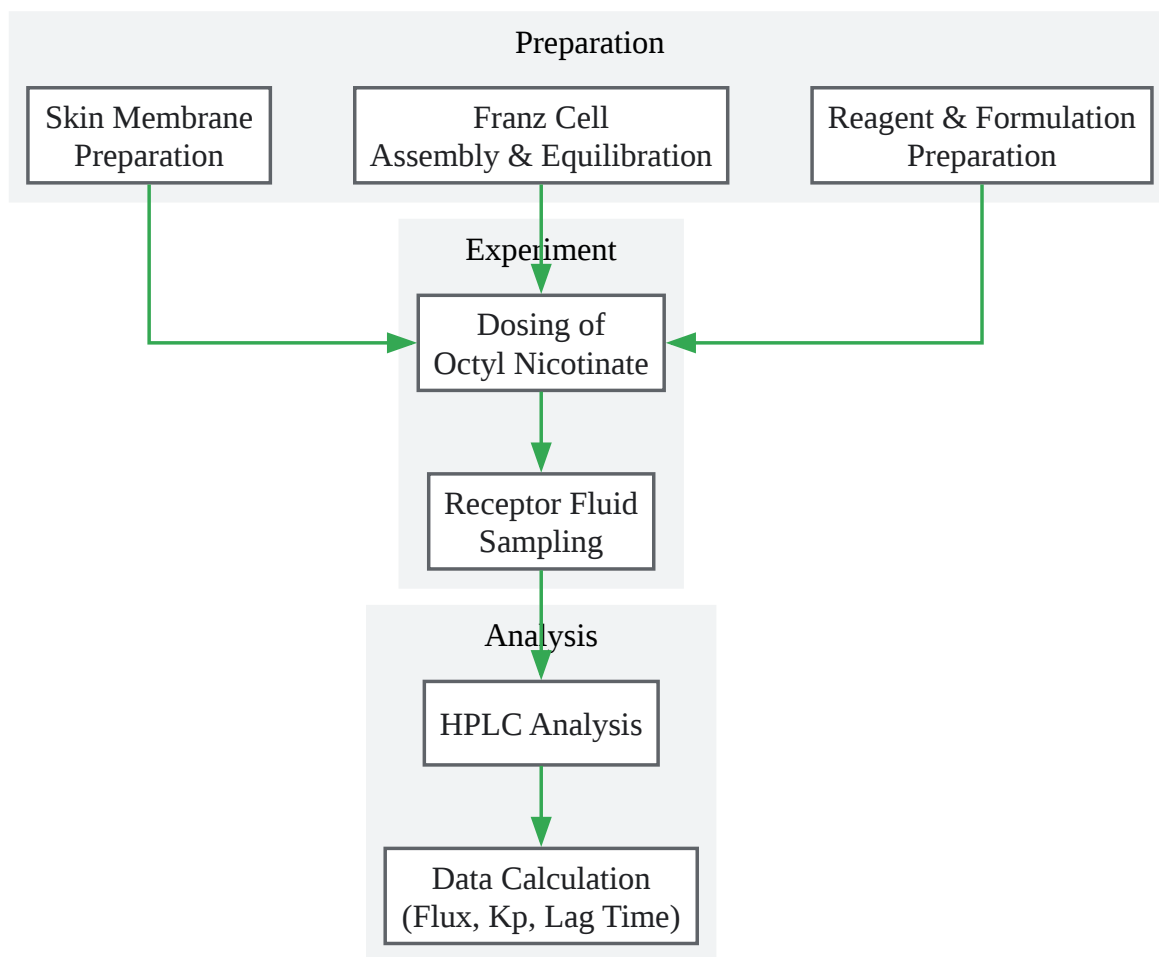 Preparation
Skin Membrane
Preparation
Franz Cell
Assembly & Equilibration
Reagent & Formulation
Preparation
Experiment
Dosing of
Octyl Nicotinate
Receptor Fluid
Sampling
Analysis
HPLC Analysis
Data Calculation
(Flux, Kp, Lag Time)